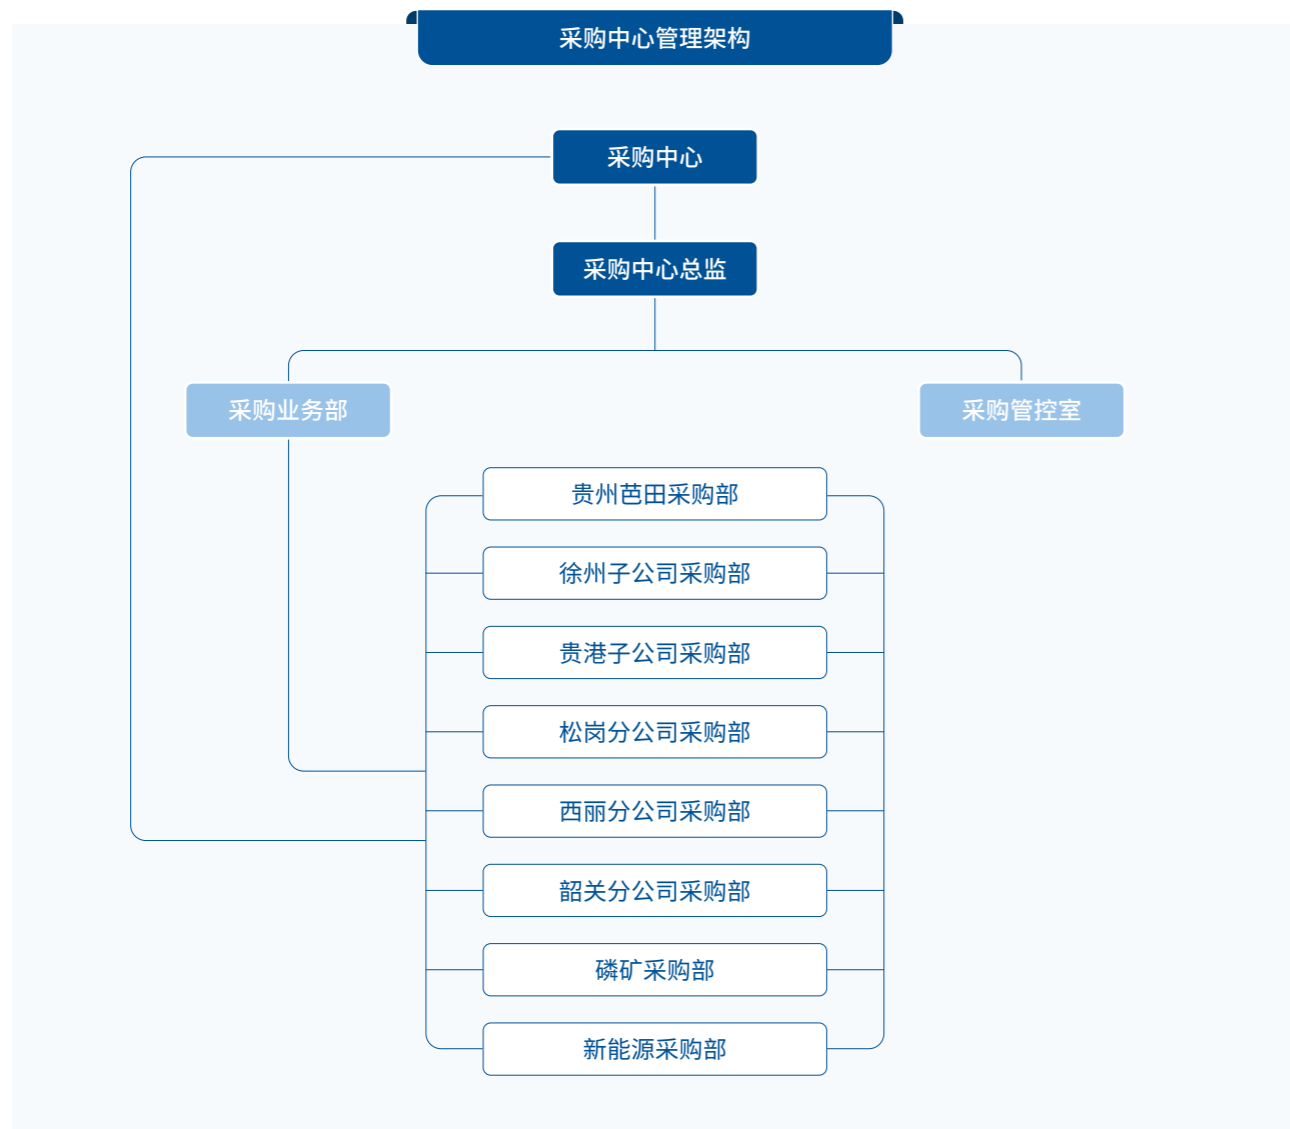 采购中心管理架构
采购中心
采购中心总监
采购业务部
采购管控室
贵州芭田采购部
徐州子公司采购部
贵港子公司采购部
松岗分公司采购部
西丽分公司采购部
韶关分公司采购部
磷矿采购部
新能源采购部